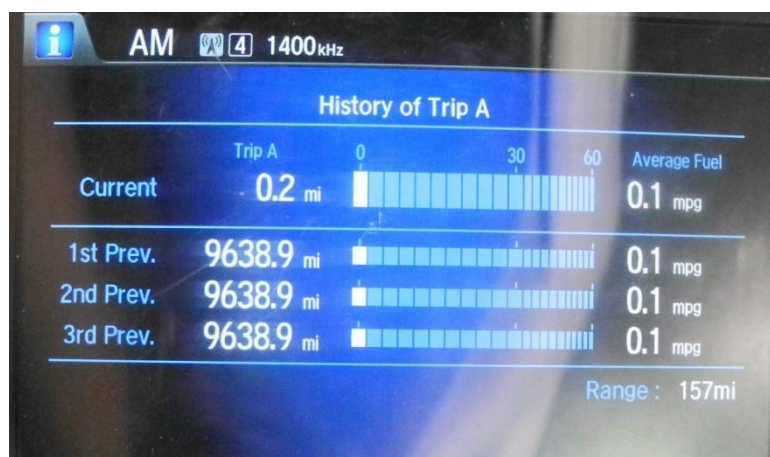 i AM 4 1400 kHz
History of Trip A
Trip A 0 30 60 Average Fuel
Current 0.2 mi 0.1 mpg
1st Prev. 9638.9 mi 0.1 mpg
2nd Prev. 9638.9 mi 0.1 mpg
3rd Prev. 9638.9 mi 0.1 mpg
Range : 157mi